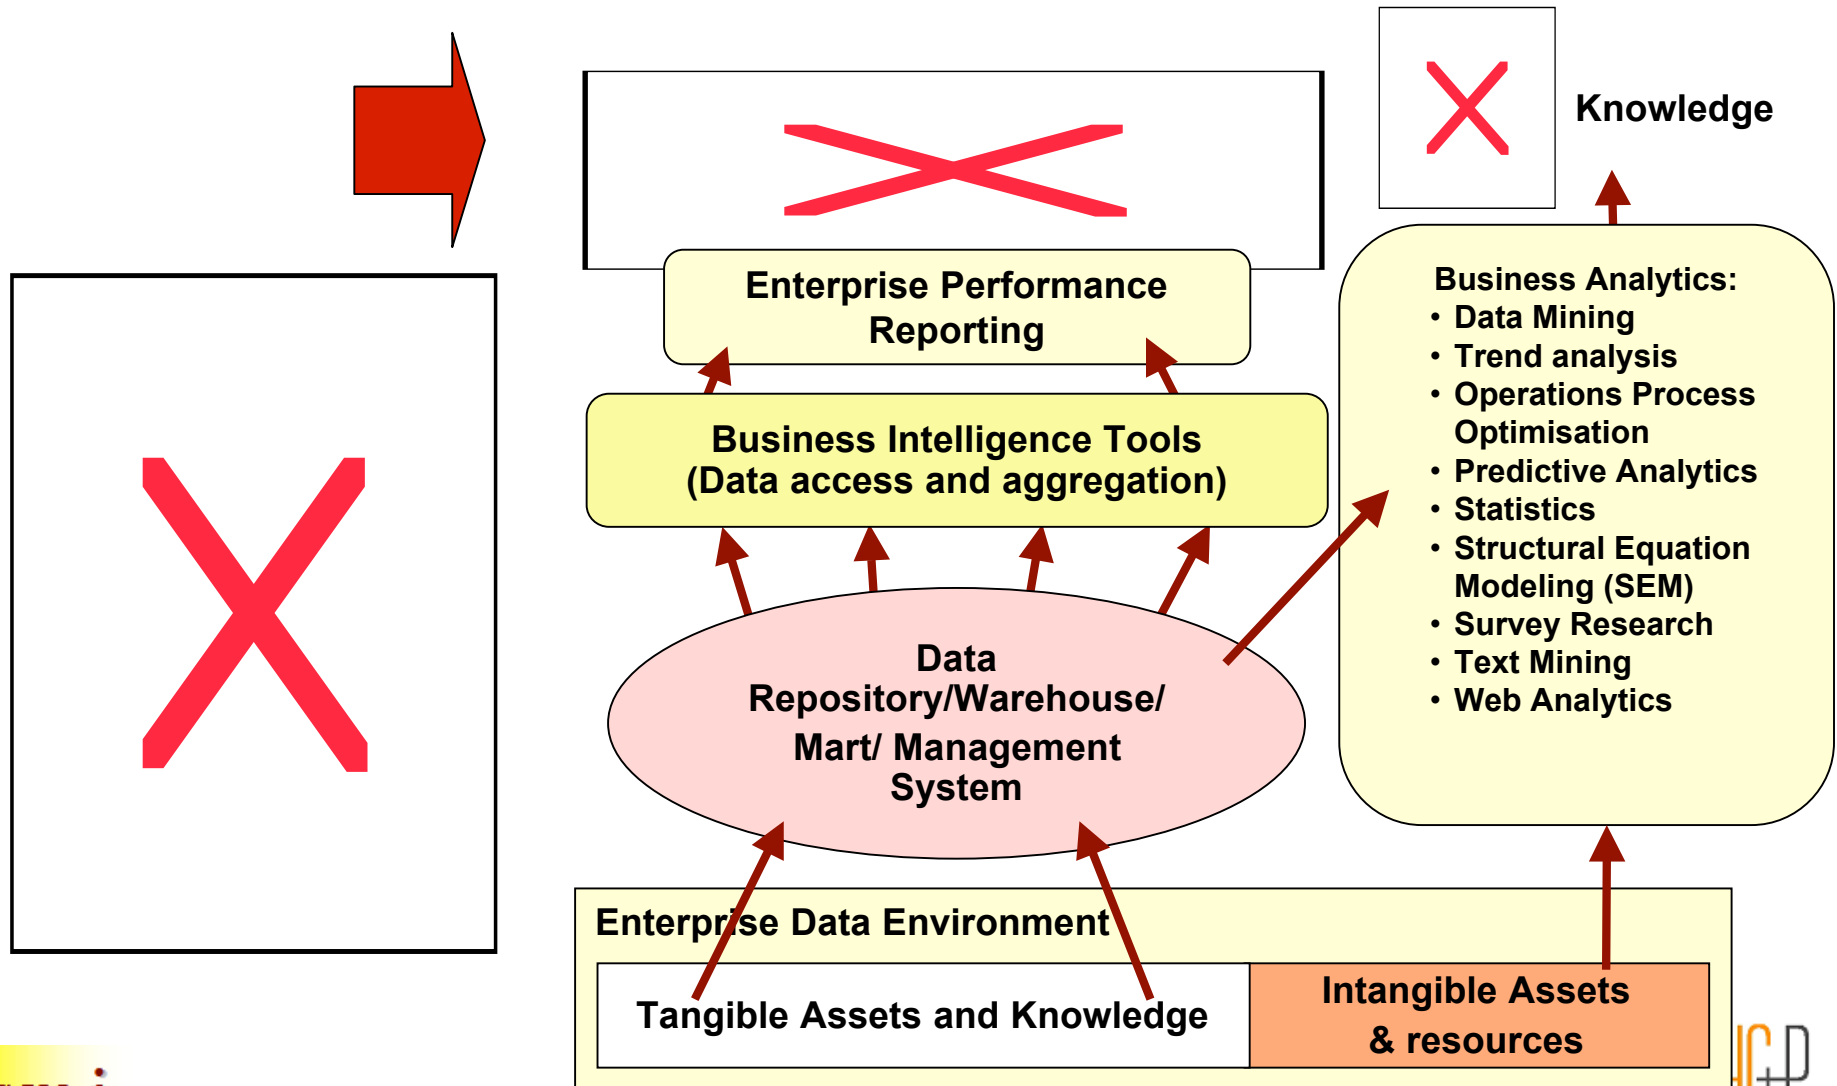 Knowledge
Enterprise Performance
Reporting
Business Intelligence Tools
(Data access and aggregation)
Business Analytics:
• Data Mining
• Trend analysis
• Operations Process
Optimisation
• Predictive Analytics
• Statistics
• Structural Equation
Modeling (SEM)
• Survey Research
• Text Mining
• Web Analytics
Data
Repository/Warehouse/
Mart/ Management
System
Enterprise Data Environment
Tangible Assets and Knowledge
Intangible Assets
& resources